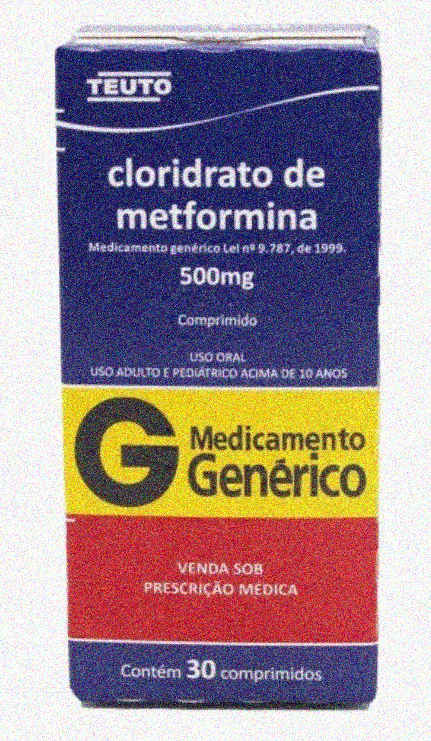 TEUTO
cloridrato de
metformina
Medicamento genérico Lei nº 9.787, de 1999.
500mg
Comprimido
USO ORAL
USO ADULTO E PEDIÁTRICO ACIMA DE 10 ANOS
G
Medicamento
Genérico
VENDA SOB
PRESCRIÇÃO MÉDICA
Contém 30 comprimidos